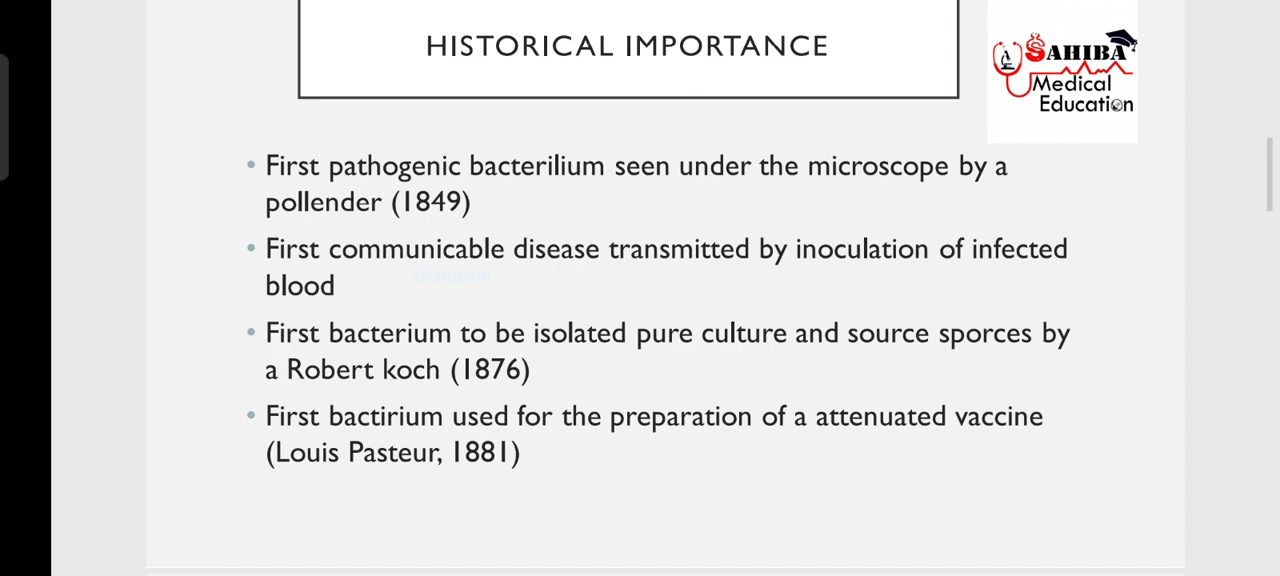 HISTORICAL IMPORTANCE
SAHIBA
Medical
Education
• First pathogenic bacterilium seen under the microscope by a
pollender (1849)
• First communicable disease transmitted by inoculation of infected
Grandson
blood
• First bacterium to be isolated pure culture and source sporces by
a Robert koch (1876)
• First bactirium used for the preparation of a attenuated vaccine
(Louis Pasteur, 1881)